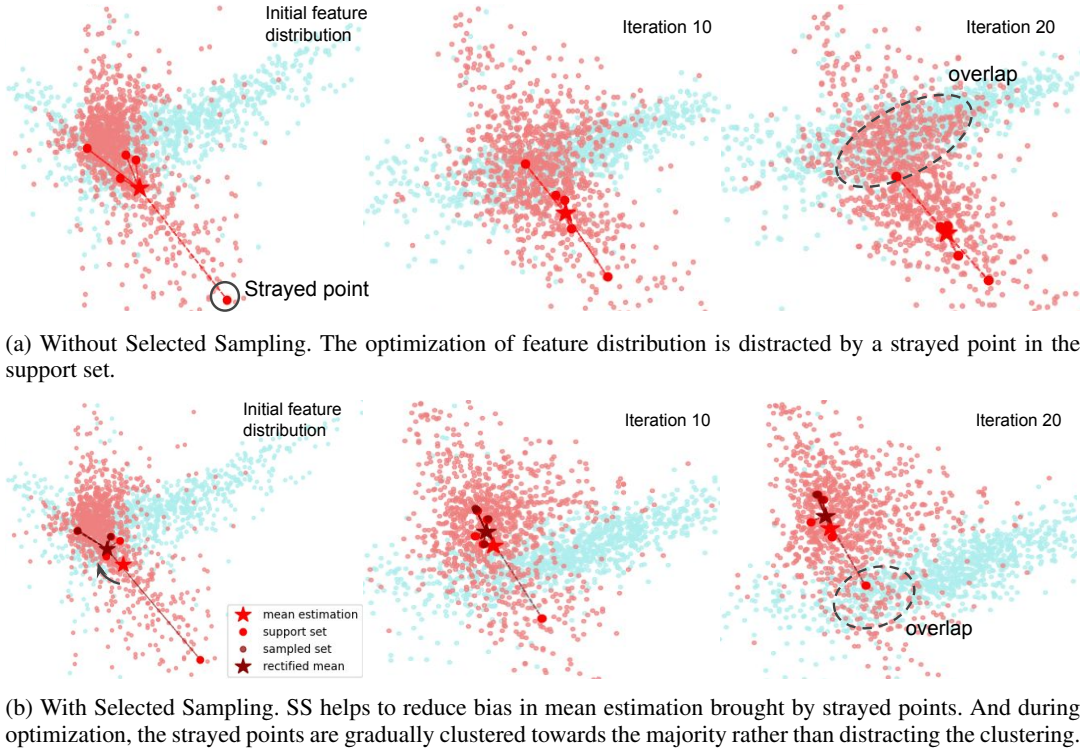 Initial feature
distribution
Iteration 10
Iteration 20
overlap
Strayed point
(a) Without Selected Sampling. The optimization of feature distribution is distracted by a strayed point in the
support set.
Initial feature
distribution
Iteration 10
Iteration 20
mean estimation
support set
sampled set
rectified mean
overlap
(b) With Selected Sampling. SS helps to reduce bias in mean estimation brought by strayed points. And during
optimization, the strayed points are gradually clustered towards the majority rather than distracting the clustering.